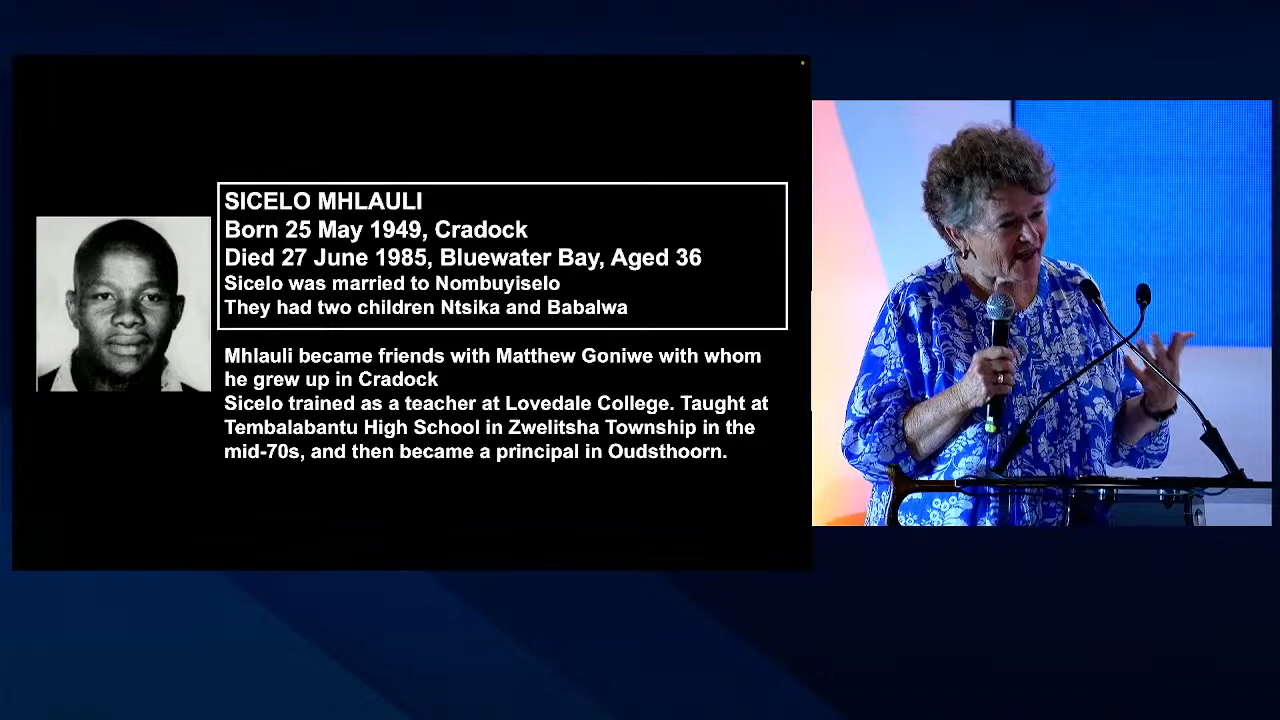 SICELO MHLAULI
Born 25 May 1949, Cradock
Died 27 June 1985, Bluewater Bay, Aged 36
Sicelo was married to Nombuyiselo
They had two children Ntsika and Babalwa
Mhlauli became friends with Matthew Goniwe with whom
he grew up in Cradock
Sicelo trained as a teacher at Lovedale College. Taught at
Tembalabantu High School in Zwelitsha Township in the
mid-70s, and then became a principal in Oudsthoorn.